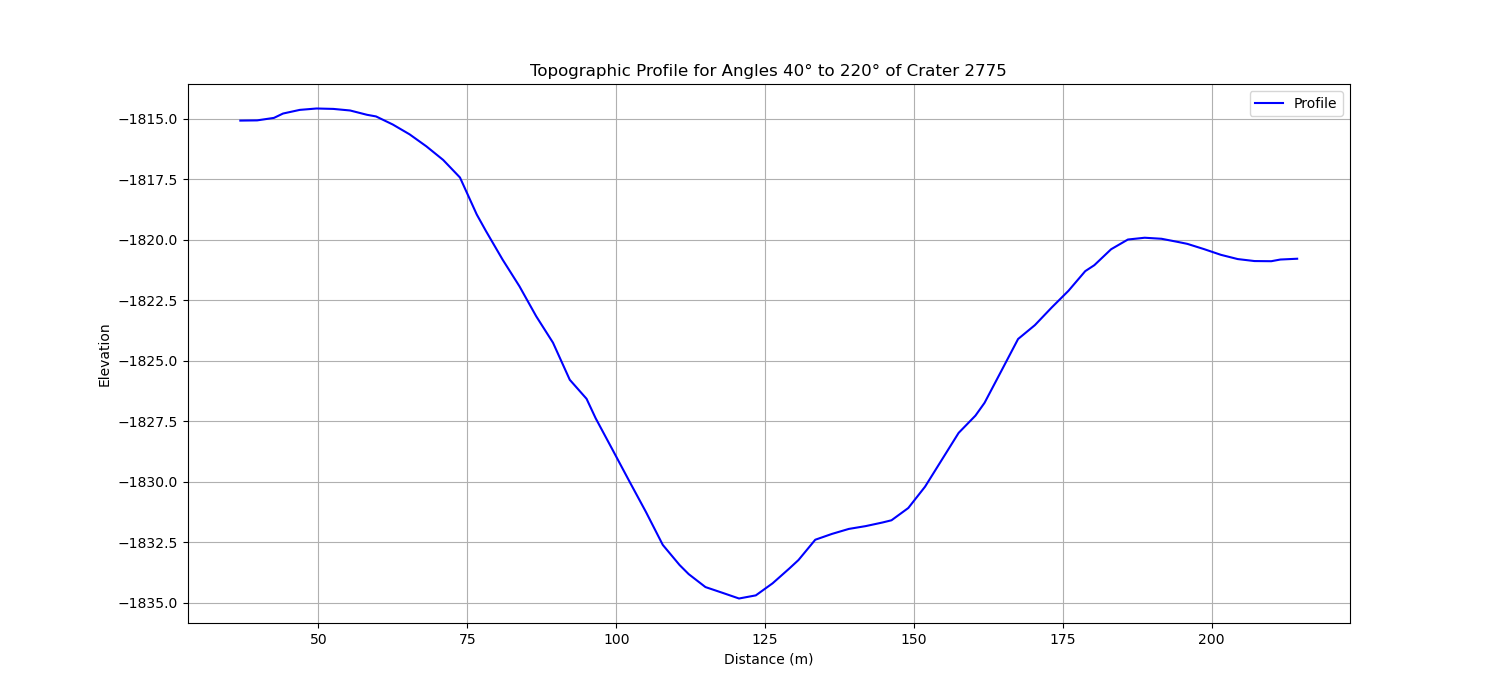 Topographic Profile for Angles 40° to 220° of Crater 2775
Profile
−1815.0
−1817.5
−1820.0
−1822.5
−1825.0
−1827.5
−1830.0
−1832.5
−1835.0
Elevation
50 75 100 125 150 175 200
Distance (m)